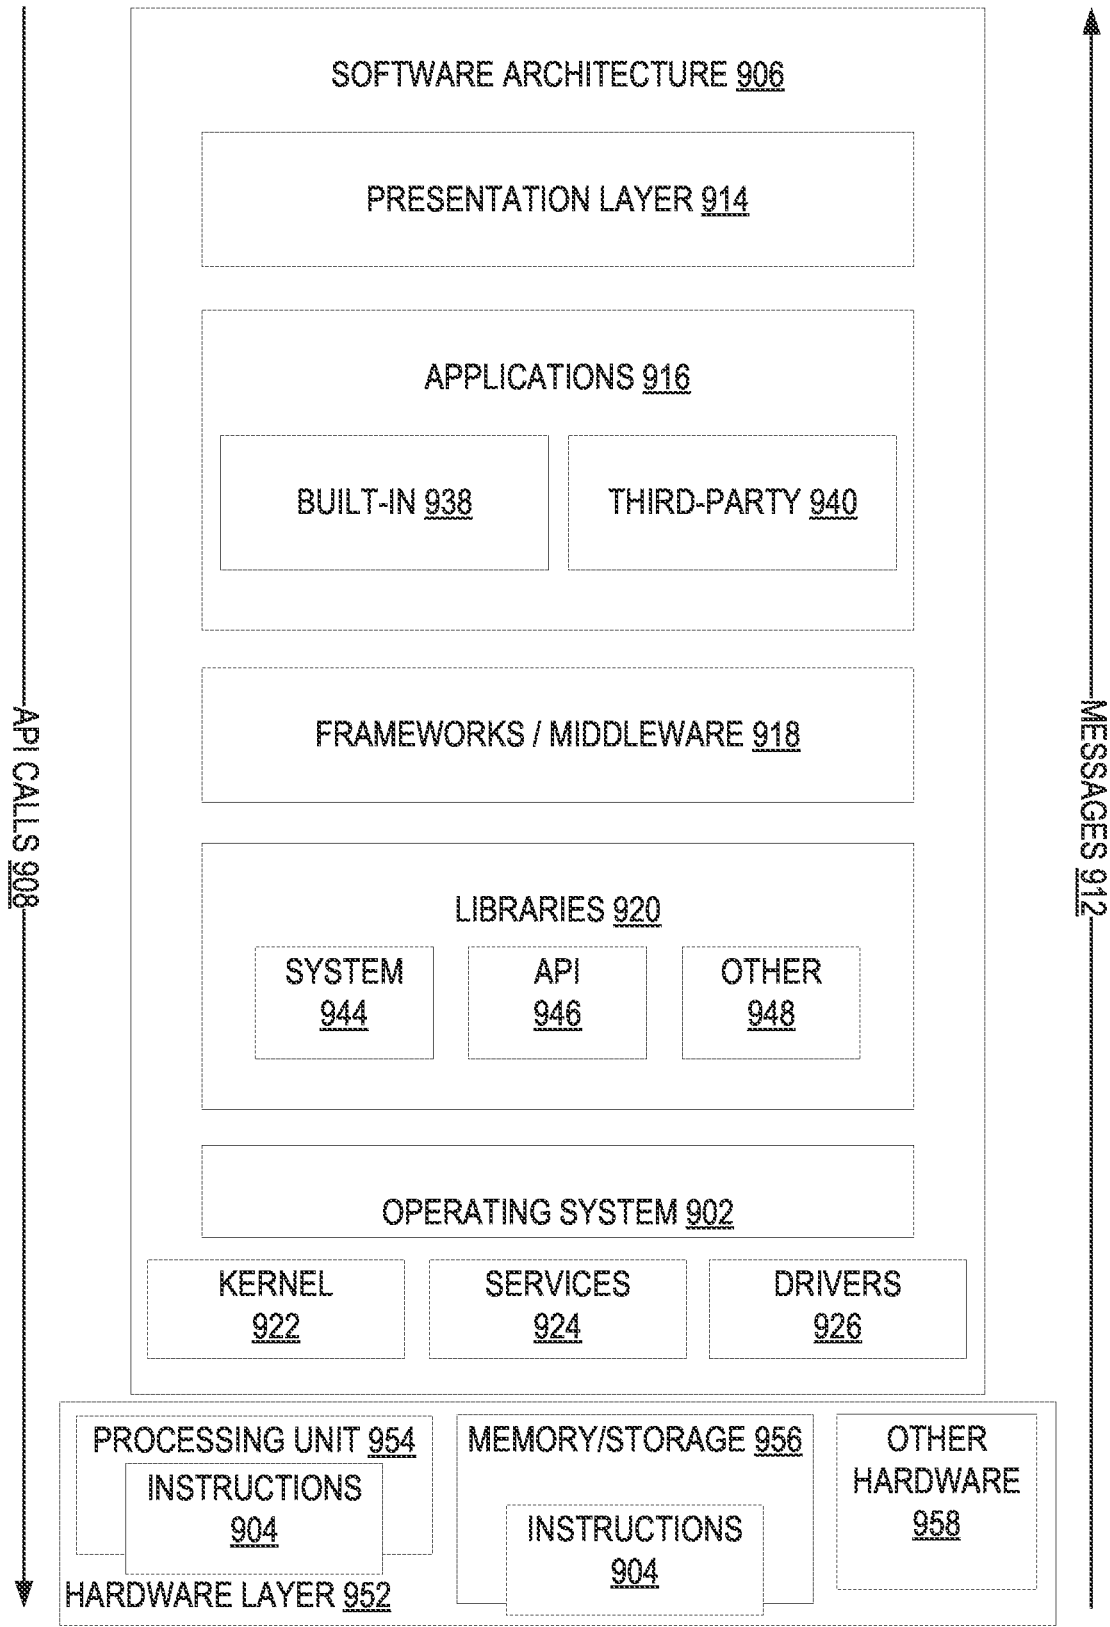 SOFTWARE ARCHITECTURE 906
PRESENTATION LAYER 914
APPLICATIONS 916
BUILT-IN 938
THIRD-PARTY 940
FRAMEWORKS / MIDDLEWARE 918
API CALLS 908
MESSAGES 912
LIBRARIES 920
SYSTEM
944
API
946
OTHER
948
OPERATING SYSTEM 902
KERNEL
922
SERVICES
924
DRIVERS
926
PROCESSING UNIT 954
INSTRUCTIONS
904
MEMORY/STORAGE 956
INSTRUCTIONS
904
OTHER
HARDWARE
958
HARDWARE LAYER 952